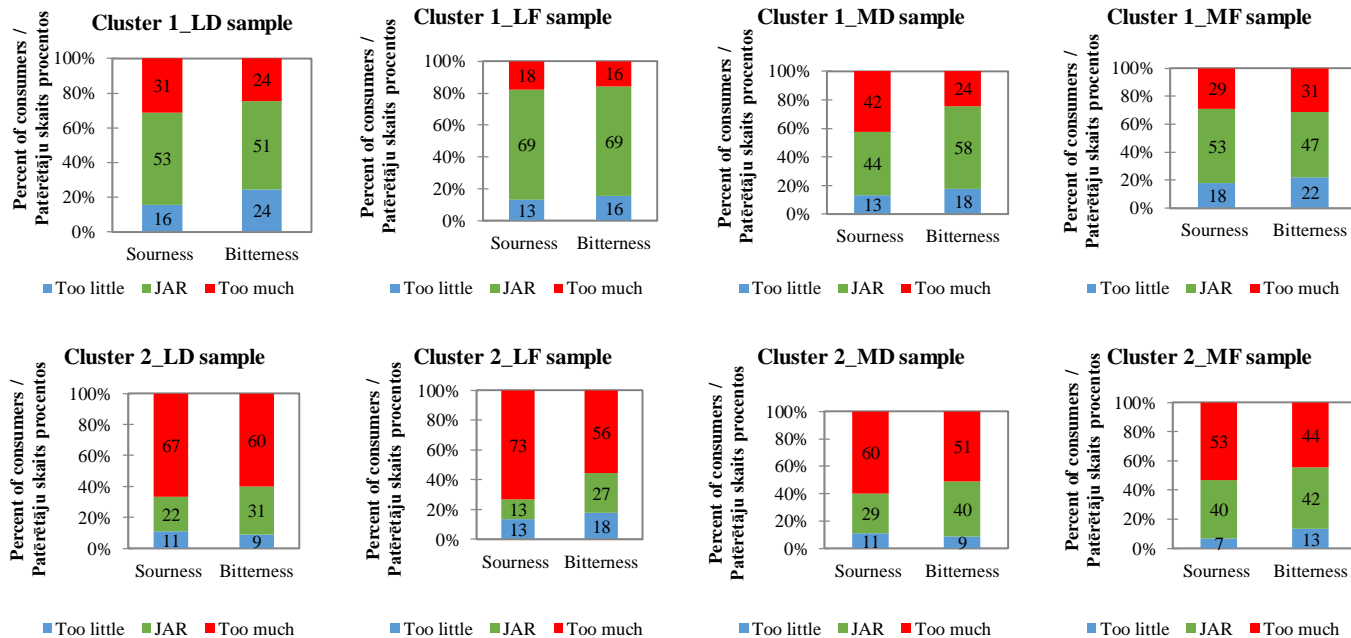 Cluster 1_LD sample
Percent of consumers /
Patērētāju skaits procentos
100%
80%
60%
40%
20%
0%
31
53
16
24
51
24
Sourness Bitterness
Too little JAR Too much
Cluster 1_LF sample
Percent of consumers /
Patērētāju skaits procentos
100%
80%
60%
40%
20%
0%
18
69
13
16
69
16
Sourness Bitterness
Too little JAR Too much
Cluster 1_MD sample
Percent of consumers /
Patērētāju skaits procentos
100%
80%
60%
40%
20%
0%
42
44
13
24
58
18
Sourness Bitterness
Too little JAR Too much
Cluster 1_MF sample
Percent of consumers /
Patērētāju skaits procentos
100%
80%
60%
40%
20%
0%
29
53
18
31
47
22
Sourness Bitterness
Too little JAR Too much
Cluster 2_LD sample
Percent of consumers /
Patērētāju skaits procentos
100%
80%
60%
40%
20%
0%
67
22
11
60
31
9
Sourness Bitterness
Too little JAR Too much
Cluster 2_LF sample
Percent of consumers /
Patērētāju skaits procentos
100%
80%
60%
40%
20%
0%
73
13
13
56
27
18
Sourness Bitterness
Too little JAR Too much
Cluster 2_MD sample
Percent of consumers /
Patērētāju skaits procentos
100%
80%
60%
40%
20%
0%
60
29
11
51
40
9
Sourness Bitterness
Too little JAR Too much
Cluster 2_MF sample
Percent of consumers /
Patērētāju skaits procentos
100%
80%
60%
40%
20%
0%
53
40
7
44
42
13
Sourness Bitterness
Too little JAR Too much